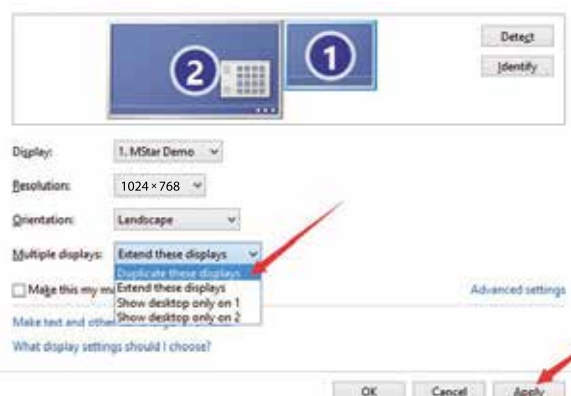 2
1
Detect
Identify
Display: 1. MStar Demo
Resolution: 1024×768
Orientation: Landscape
Multiple displays: Extend these displays
Duplicate these displays
Make this my m Extend these displays
Advanced settings
Show desktop only on 1
Make text and othe Show desktop only on 2
What display settings should I choose?
OK Cancel Apply